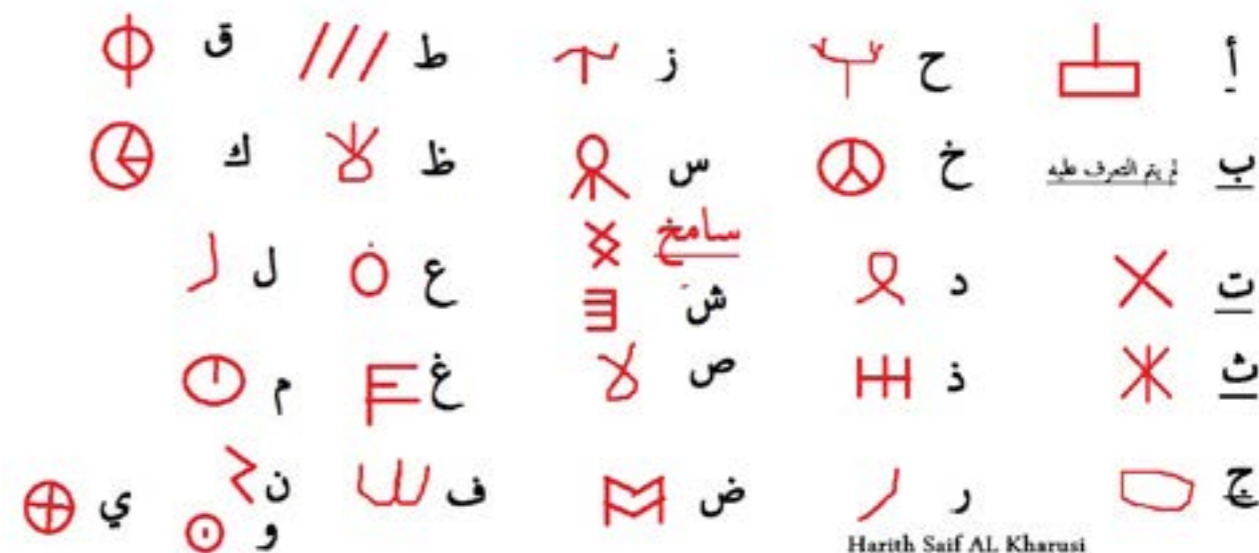 أ ح ز ط ق
ب لم يتم التعرف عليه خ س ظ ك
سامخ
ت د ش ع ل
ث ذ ص غ م
ج ر ض ف ن ي
و
Harith Saif AL Kharusi